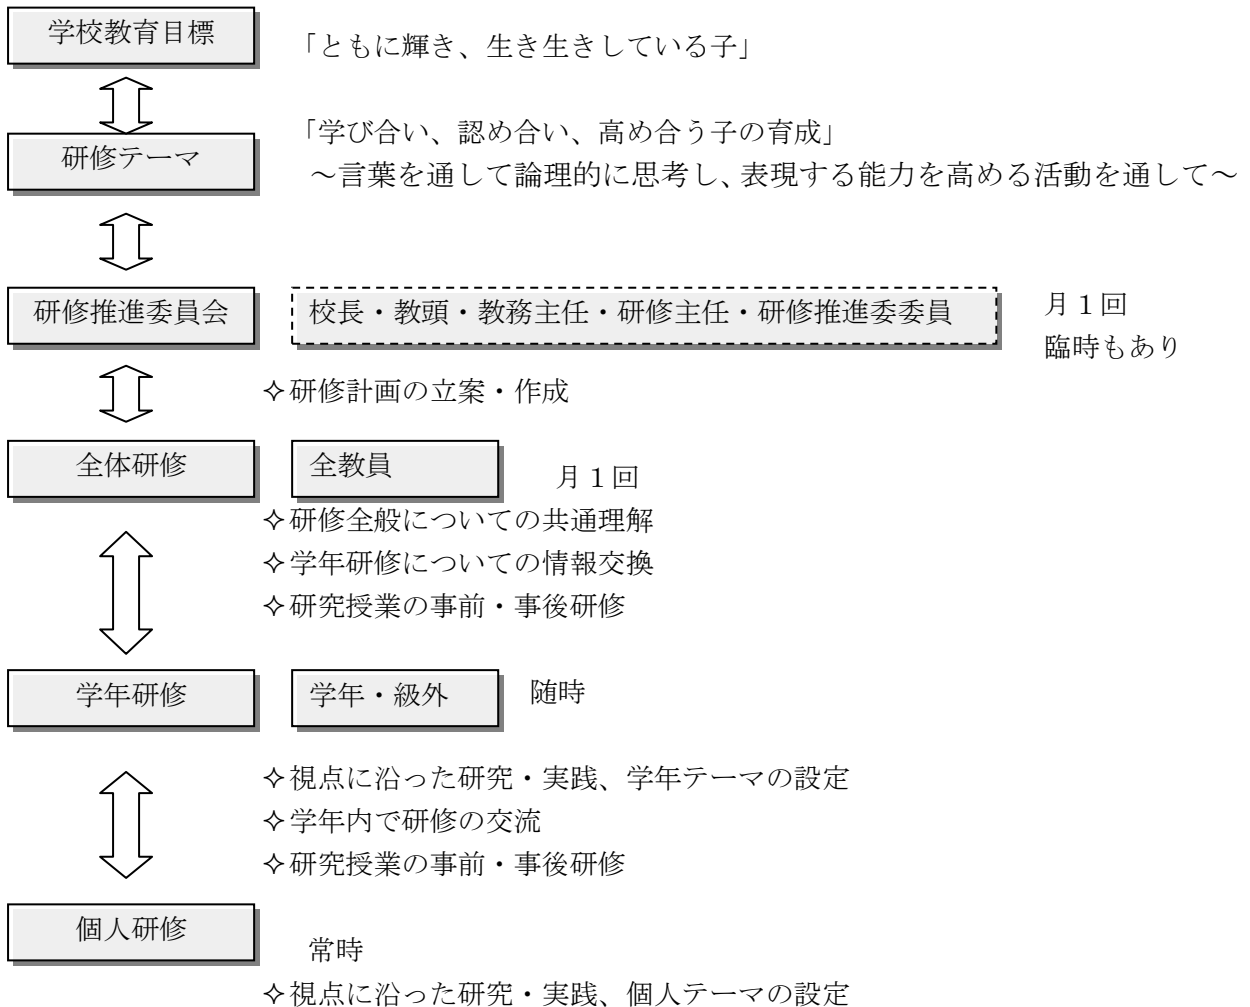 学校教育目標
「ともに輝き、生き生きしている子」
研修テーマ
「学び合い、認め合い、高め合う子の育成」
～言葉を通して論理的に思考し、表現する能力を高める活動を通して～
研修推進委員会
校長・教頭・教務主任・研修主任・研修推進委委員
月１回
臨時もあり
✧研修計画の立案・作成
全体研修
全教員
月１回
✧研修全般についての共通理解
✧学年研修についての情報交換
✧研究授業の事前・事後研修
学年研修
学年・級外
随時
✧視点に沿った研究・実践、学年テーマの設定
✧学年内で研修の交流
✧研究授業の事前・事後研修
個人研修
常時
✧視点に沿った研究・実践、個人テーマの設定